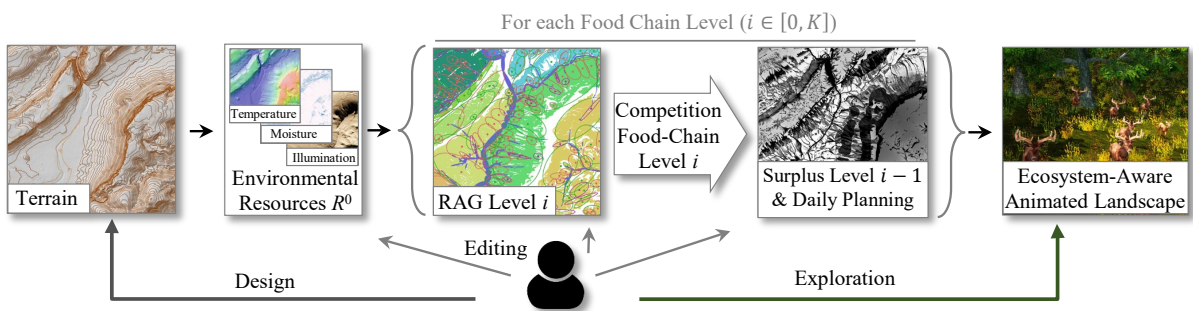 For each Food Chain Level (i ∈ [0, K])
Terrain
Temperature
Moisture
Illumination
Environmental
Resources R⁰
RAG Level i
Competition
Food-Chain
Level i
Surplus Level i − 1
& Daily Planning
Ecosystem-Aware
Animated Landscape
Editing
Design
Exploration